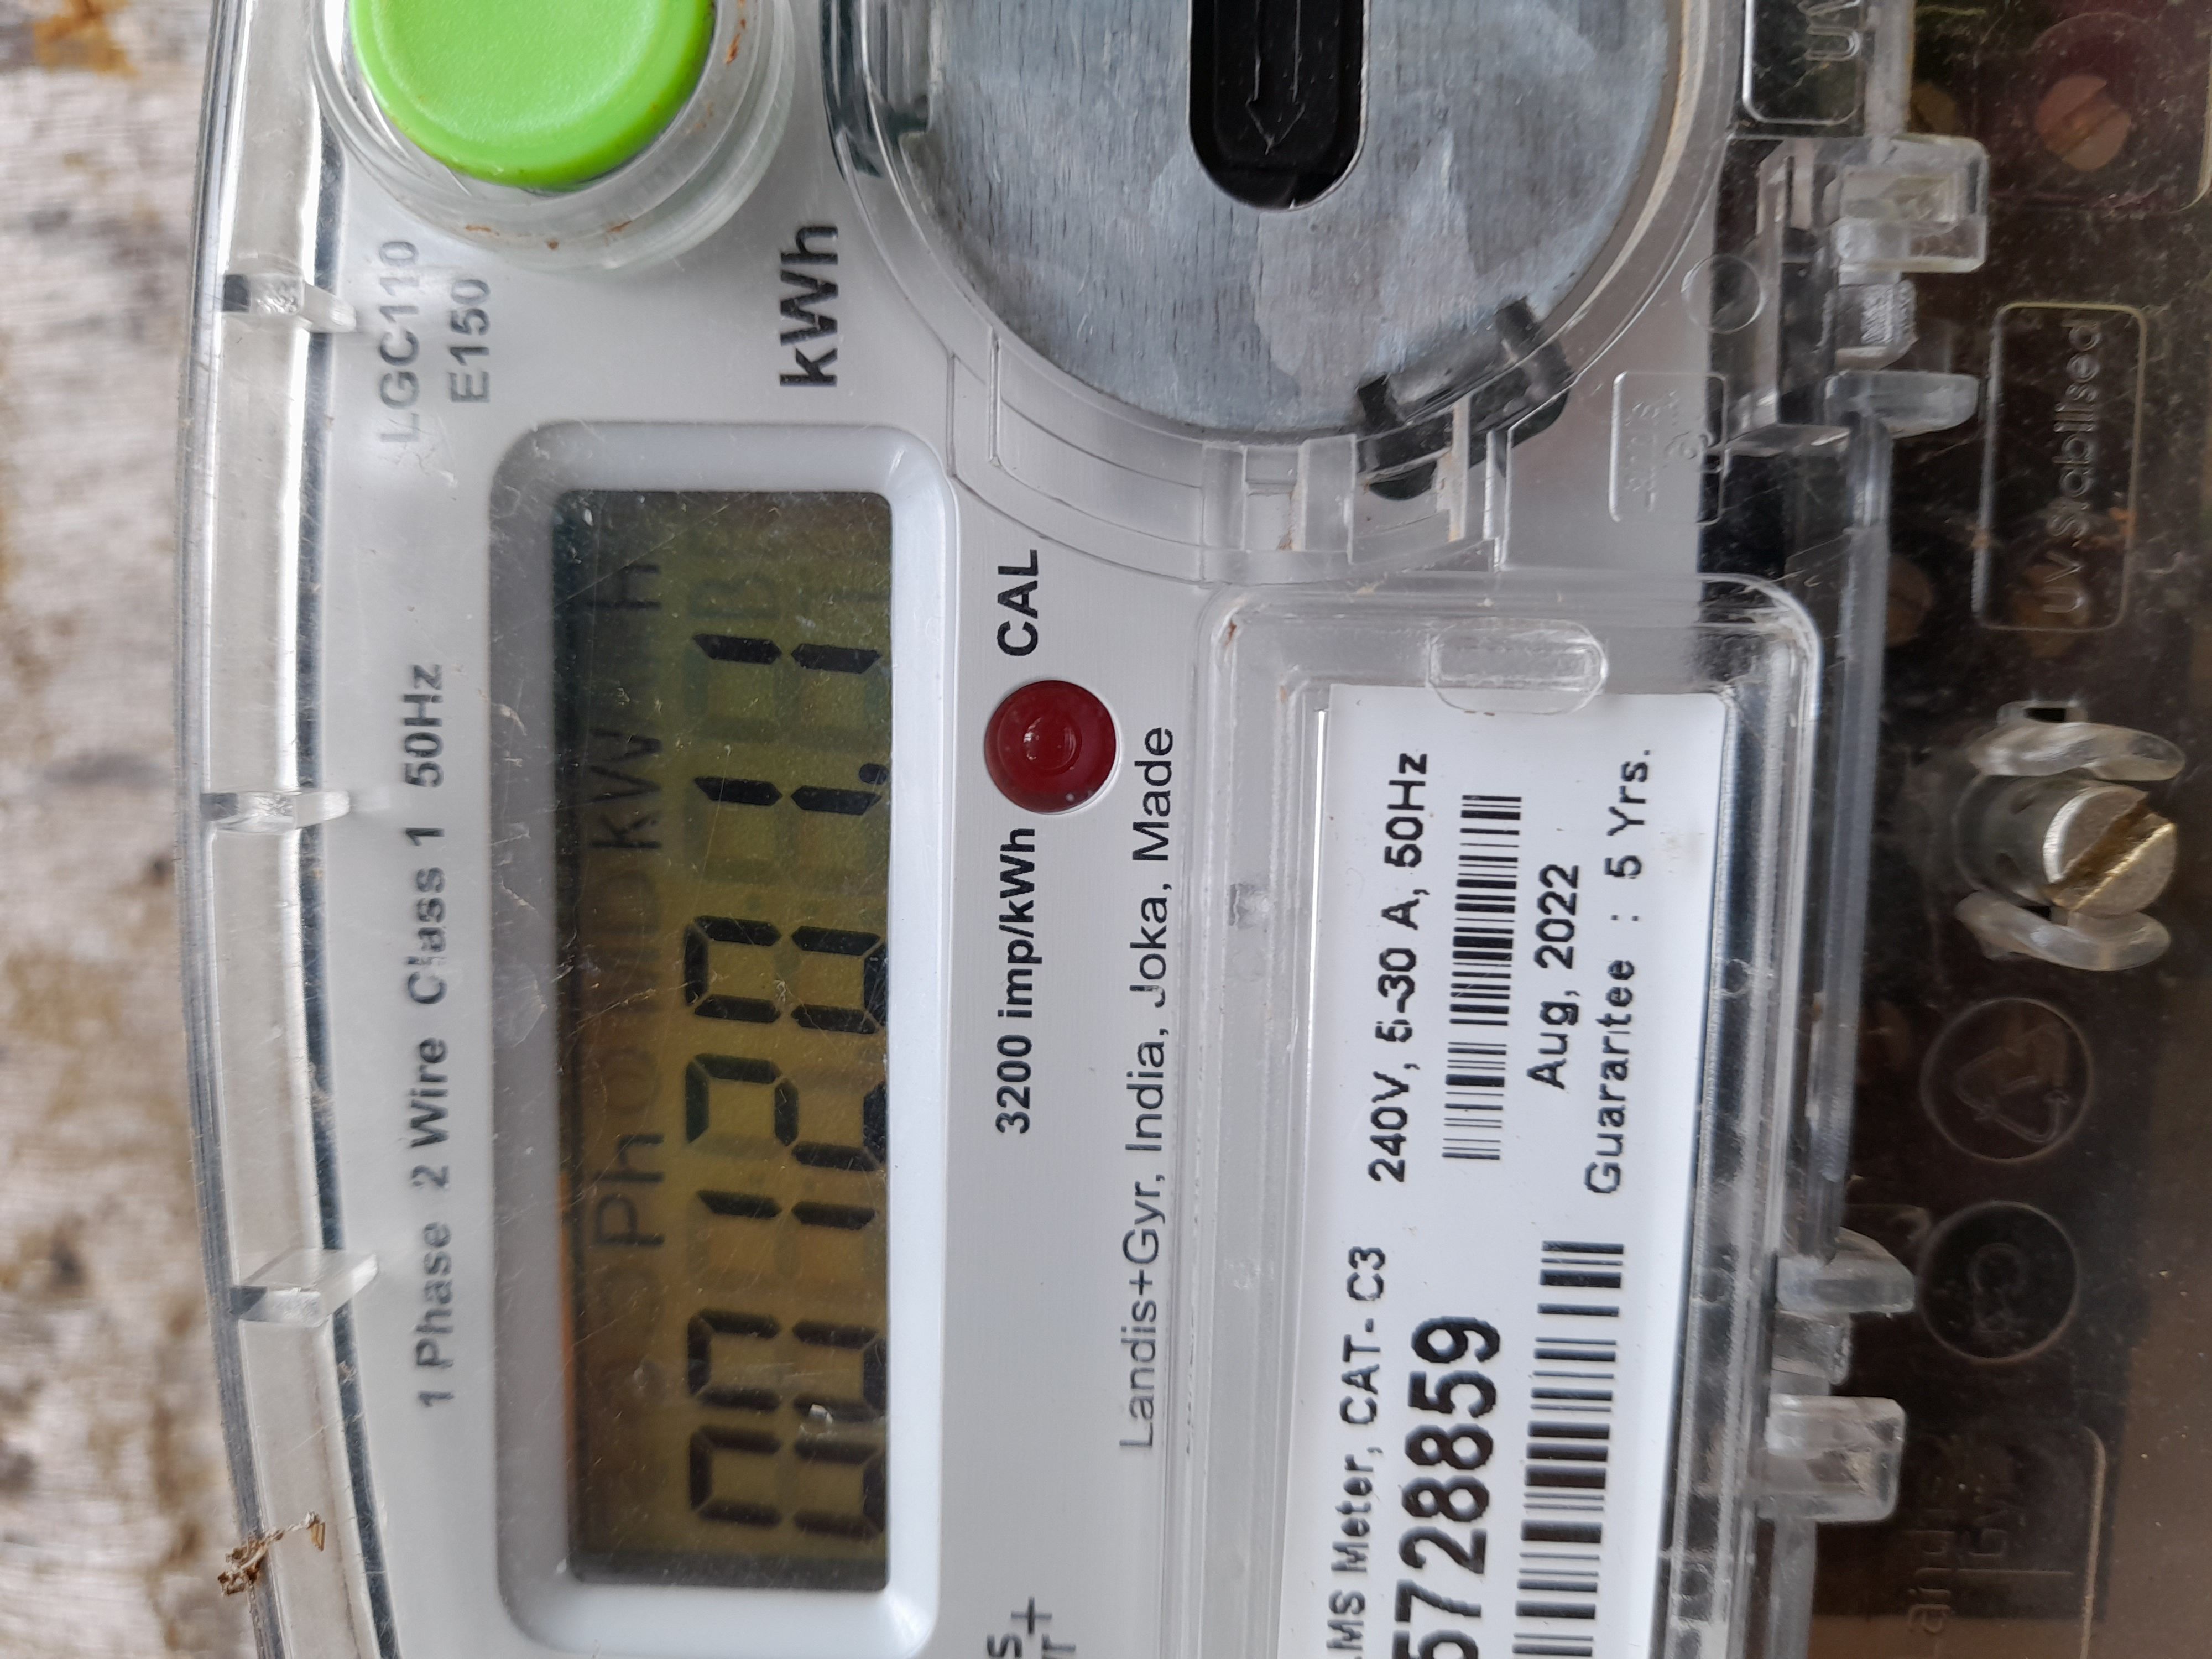 LGC110
E150
1 Phase 2 Wire Class 1 50Hz
Ph MD kW H
001201.1
kWh
3200 imp/kWh CAL
Landis+Gyr, India, Joka, Made
MS Meter, CAT- C3 240V, 5-30 A, 50Hz
5728859
Aug, 2022
Guarantee : 5 Yrs.
UV Stabilised